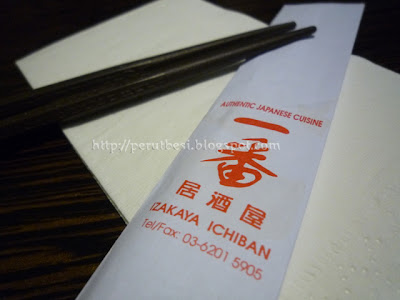 AUTHENTIC JAPANESE CUISINE
一番
http://perutbesi.blogspot.com
居酒屋
IZAKAYA ICHIBAN
Tel/Fax: 03-6201 5905